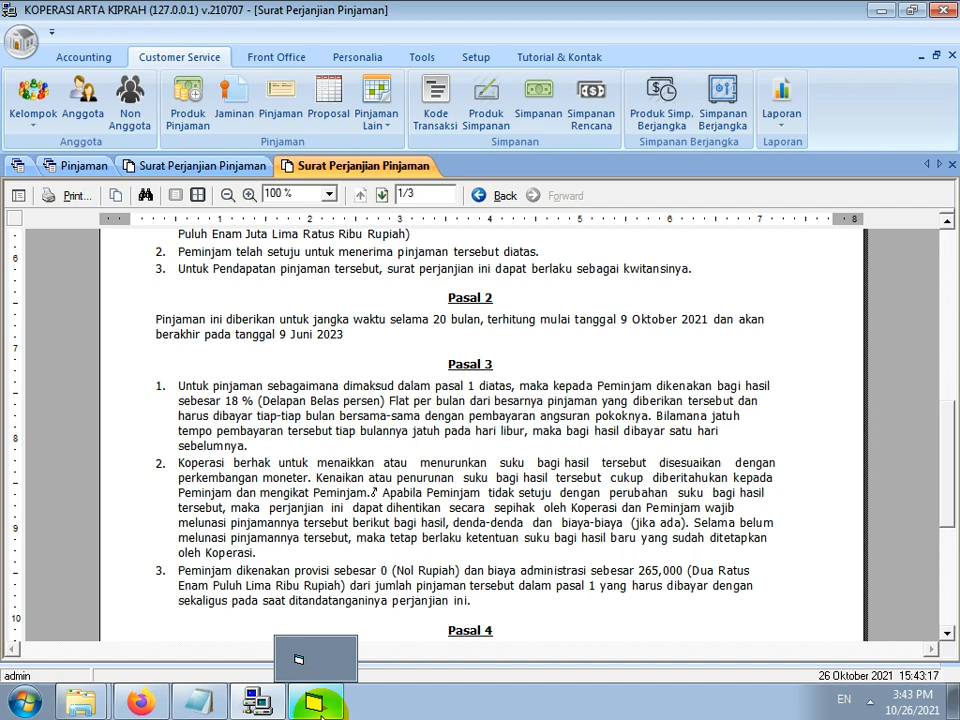 KOPERASI ARTA KIPRAH (127.0.0.1) v.210707 - [Surat Perjanjian Pinjaman]
Accounting Customer Service Front Office Personalia Tools Setup Tutorial & Kontak
Kelompok Anggota Non Anggota Produk Pinjaman Jaminan Pinjaman Proposal Pinjaman Lain Kode Transaksi Produk Simpanan Simpanan Simpanan Rencana Produk Simp. Berjangka Simpanan Berjangka Laporan
Anggota Pinjaman Simpanan Simpanan Berjangka Laporan
Pinjaman Surat Perjanjian Pinjaman Surat Perjanjian Pinjaman
Print... 100 % 1/3 Back Forward
1 2 3 4 5 6 7 8
Puluh Enam Juta Lima Ratus Ribu Rupiah)
6
2. Peminjam telah setuju untuk menerima pinjaman tersebut diatas.
3. Untuk Pendapatan pinjaman tersebut, surat perjanjian ini dapat berlaku sebagai kwitansinya.
Pasal 2
Pinjaman ini diberikan untuk jangka waktu selama 20 bulan, terhitung mulai tanggal 9 Oktober 2021 dan akan
berakhir pada tanggal 9 Juni 2023
7
Pasal 3
1. Untuk pinjaman sebagaimana dimaksud dalam pasal 1 diatas, maka kepada Peminjam dikenakan bagi hasil
sebesar 18 % (Delapan Belas persen) Flat per bulan dari besarnya pinjaman yang diberikan tersebut dan
harus dibayar tiap-tiap bulan bersama-sama dengan pembayaran angsuran pokoknya. Bilamana jatuh
tempo pembayaran tersebut tiap bulannya jatuh pada hari libur, maka bagi hasil dibayar satu hari
8
sebelumnya.
2. Koperasi berhak untuk menaikkan atau menurunkan suku bagi hasil tersebut disesuaikan dengan
perkembangan moneter. Kenaikan atau penurunan suku bagi hasil tersebut cukup diberitahukan kepada
Peminjam dan mengikat Peminjam. Apabila Peminjam tidak setuju dengan perubahan suku bagi hasil
tersebut, maka perjanjian ini dapat dihentikan secara sepihak oleh Koperasi dan Peminjam wajib
9
melunasi pinjamannya tersebut berikut bagi hasil, denda-denda dan biaya-biaya (jika ada). Selama belum
melunasi pinjamannya tersebut, maka tetap berlaku ketentuan suku bagi hasil baru yang sudah ditetapkan
oleh Koperasi.
3. Peminjam dikenakan provisi sebesar 0 (Nol Rupiah) dan biaya administrasi sebesar 265,000 (Dua Ratus
Enam Puluh Lima Ribu Rupiah) dari jumlah pinjaman tersebut dalam pasal 1 yang harus dibayar dengan
sekaligus pada saat ditandatanganinya perjanjian ini.
10
Pasal 4
admin 26 Oktober 2021 15:43:17
EN 3:43 PM
10/26/2021